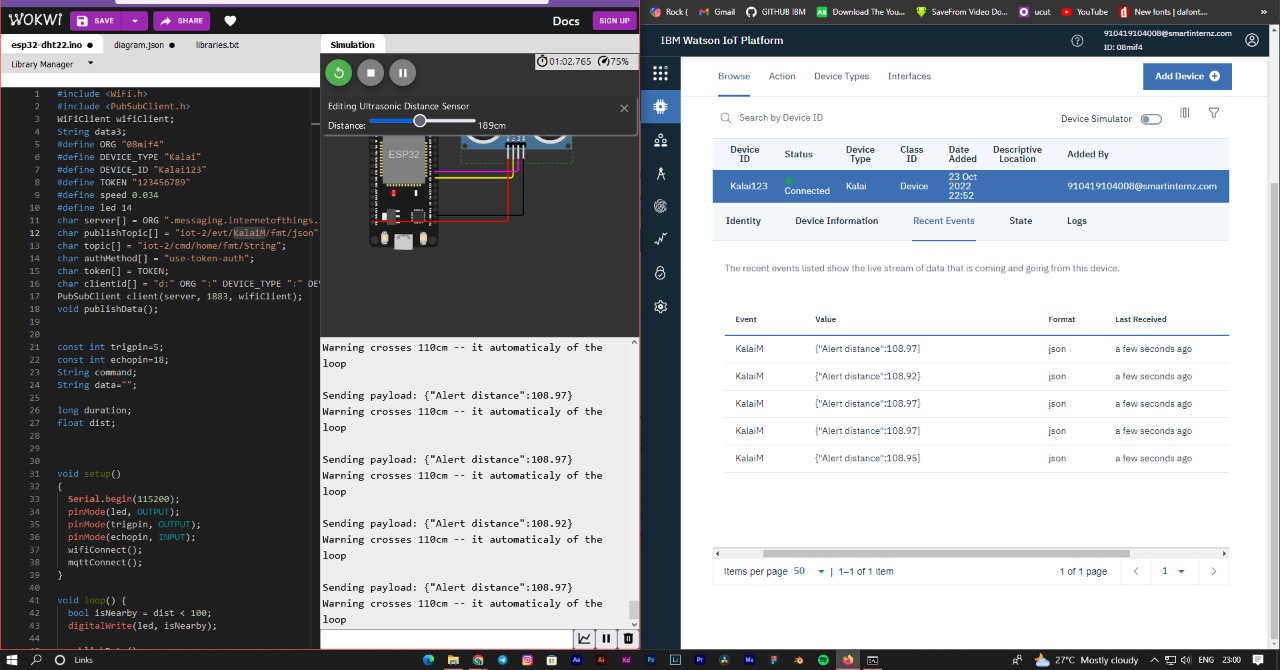 WOKWI
SAVE
SHARE
Docs
SIGN UP
esp32-dht22.ino
diagram.json
libraries.txt
Library Manager
1 #include <WiFi.h>
2 #include <PubSubClient.h>
3 WiFiClient wifiClient;
4 String data3;
5 #define ORG "08mif4"
6 #define DEVICE_TYPE "Kalai"
7 #define DEVICE_ID "Kalai123"
8 #define TOKEN "123456789"
9 #define speed 0.034
10 #define led 14
11 char server[] = ORG ".messaging.internetofthings.
12 char publishTopic[] = "iot-2/evt/KalaiM/fmt/json"
13 char topic[] = "iot-2/cmd/home/fmt/String";
14 char authMethod[] = "use-token-auth";
15 char token[] = TOKEN;
16 char clientId[] = "d:" ORG ":" DEVICE_TYPE ":" DEV
17 PubSubClient client(server, 1883, wifiClient);
18 void publishData();
19
20
21 const int trigpin=5;
22 const int echopin=18;
23 String command;
24 String data="";
25
26 long duration;
27 float dist;
28
29
30
31 void setup()
32 {
33 Serial.begin(115200);
34 pinMode(led, OUTPUT);
35 pinMode(trigpin, OUTPUT);
36 pinMode(echopin, INPUT);
37 wifiConnect();
38 mqttConnect();
39 }
40
41 void loop() {
42 bool isNearby = dist < 100;
43 digitalWrite(led, isNearby);
44
Simulation
01:02.765 75%
Editing Ultrasonic Distance Sensor
Distance: 189cm
ESP32
Warning crosses 110cm -- it automaticaly of the
loop
Sending payload: {"Alert distance":108.97}
Warning crosses 110cm -- it automaticaly of the
loop
Sending payload: {"Alert distance":108.97}
Warning crosses 110cm -- it automaticaly of the
loop
Sending payload: {"Alert distance":108.92}
Warning crosses 110cm -- it automaticaly of the
loop
Sending payload: {"Alert distance":108.97}
Warning crosses 110cm -- it automaticaly of the
loop
Rock (
Gmail
GITHUB IBM
Download The You...
SaveFrom Video Do...
ucut
YouTube
New fonts | dafont....
IBM Watson IoT Platform
910419104008@smartinternz.com
ID: 08mif4
Browse
Action
Device Types
Interfaces
Add Device
Search by Device ID
Device Simulator
Device ID
Status
Device Type
Class ID
Date Added
Descriptive Location
Added By
Kalai123
Connected
Kalai
Device
23 Oct 2022 22:52
910419104008@smartinternz.com
Identity
Device Information
Recent Events
State
Logs
The recent events listed show the live stream of data that is coming and going from this device.
Event Value Format Last Received
KalaiM {"Alert distance":108.97} json a few seconds ago
KalaiM {"Alert distance":108.92} json a few seconds ago
KalaiM {"Alert distance":108.97} json a few seconds ago
KalaiM {"Alert distance":108.97} json a few seconds ago
KalaiM {"Alert distance":108.95} json a few seconds ago
Items per page 50 | 1–1 of 1 item
1 of 1 page
1
Links
Ae
Ai
Xd
Ps
Pr
27°C Mostly cloudy
ENG
23:00